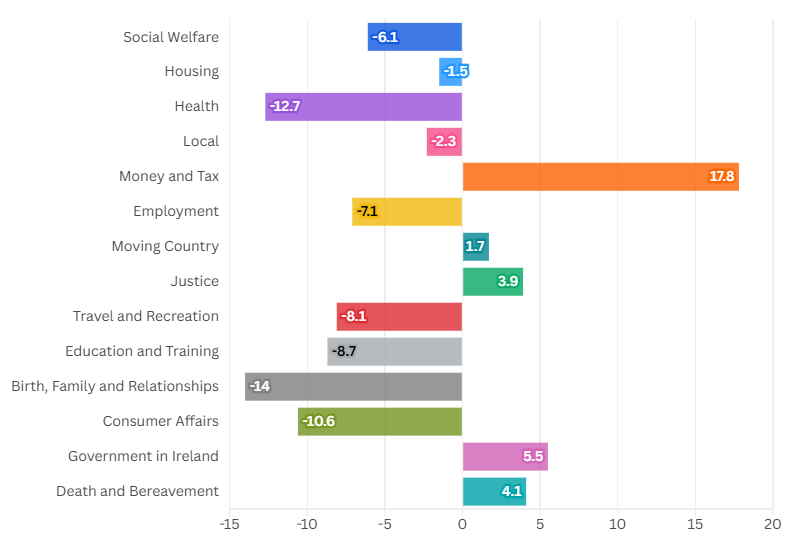 Social Welfare -6.1
Housing -1.5
Health -12.7
Local -2.3
Money and Tax 17.8
Employment -7.1
Moving Country 1.7
Justice 3.9
Travel and Recreation -8.1
Education and Training -8.7
Birth, Family and Relationships -14
Consumer Affairs -10.6
Government in Ireland 5.5
Death and Bereavement 4.1
-15 -10 -5 0 5 10 15 20